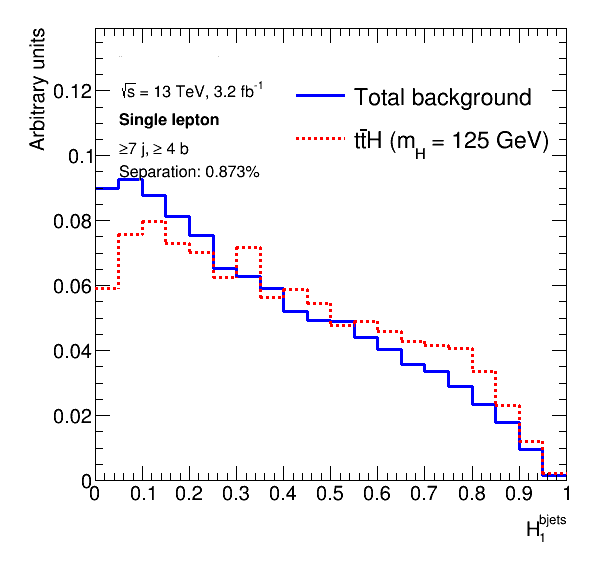 Arbitrary units
0.12
0.1
0.08
0.06
0.04
0.02
0
√s = 13 TeV, 3.2 fb⁻¹
Single lepton
≥7 j, ≥ 4 b
Separation: 0.873%
Total background
tt̄H (m_H = 125 GeV)
0 0.1 0.2 0.3 0.4 0.5 0.6 0.7 0.8 0.9 1
H₁^bjets